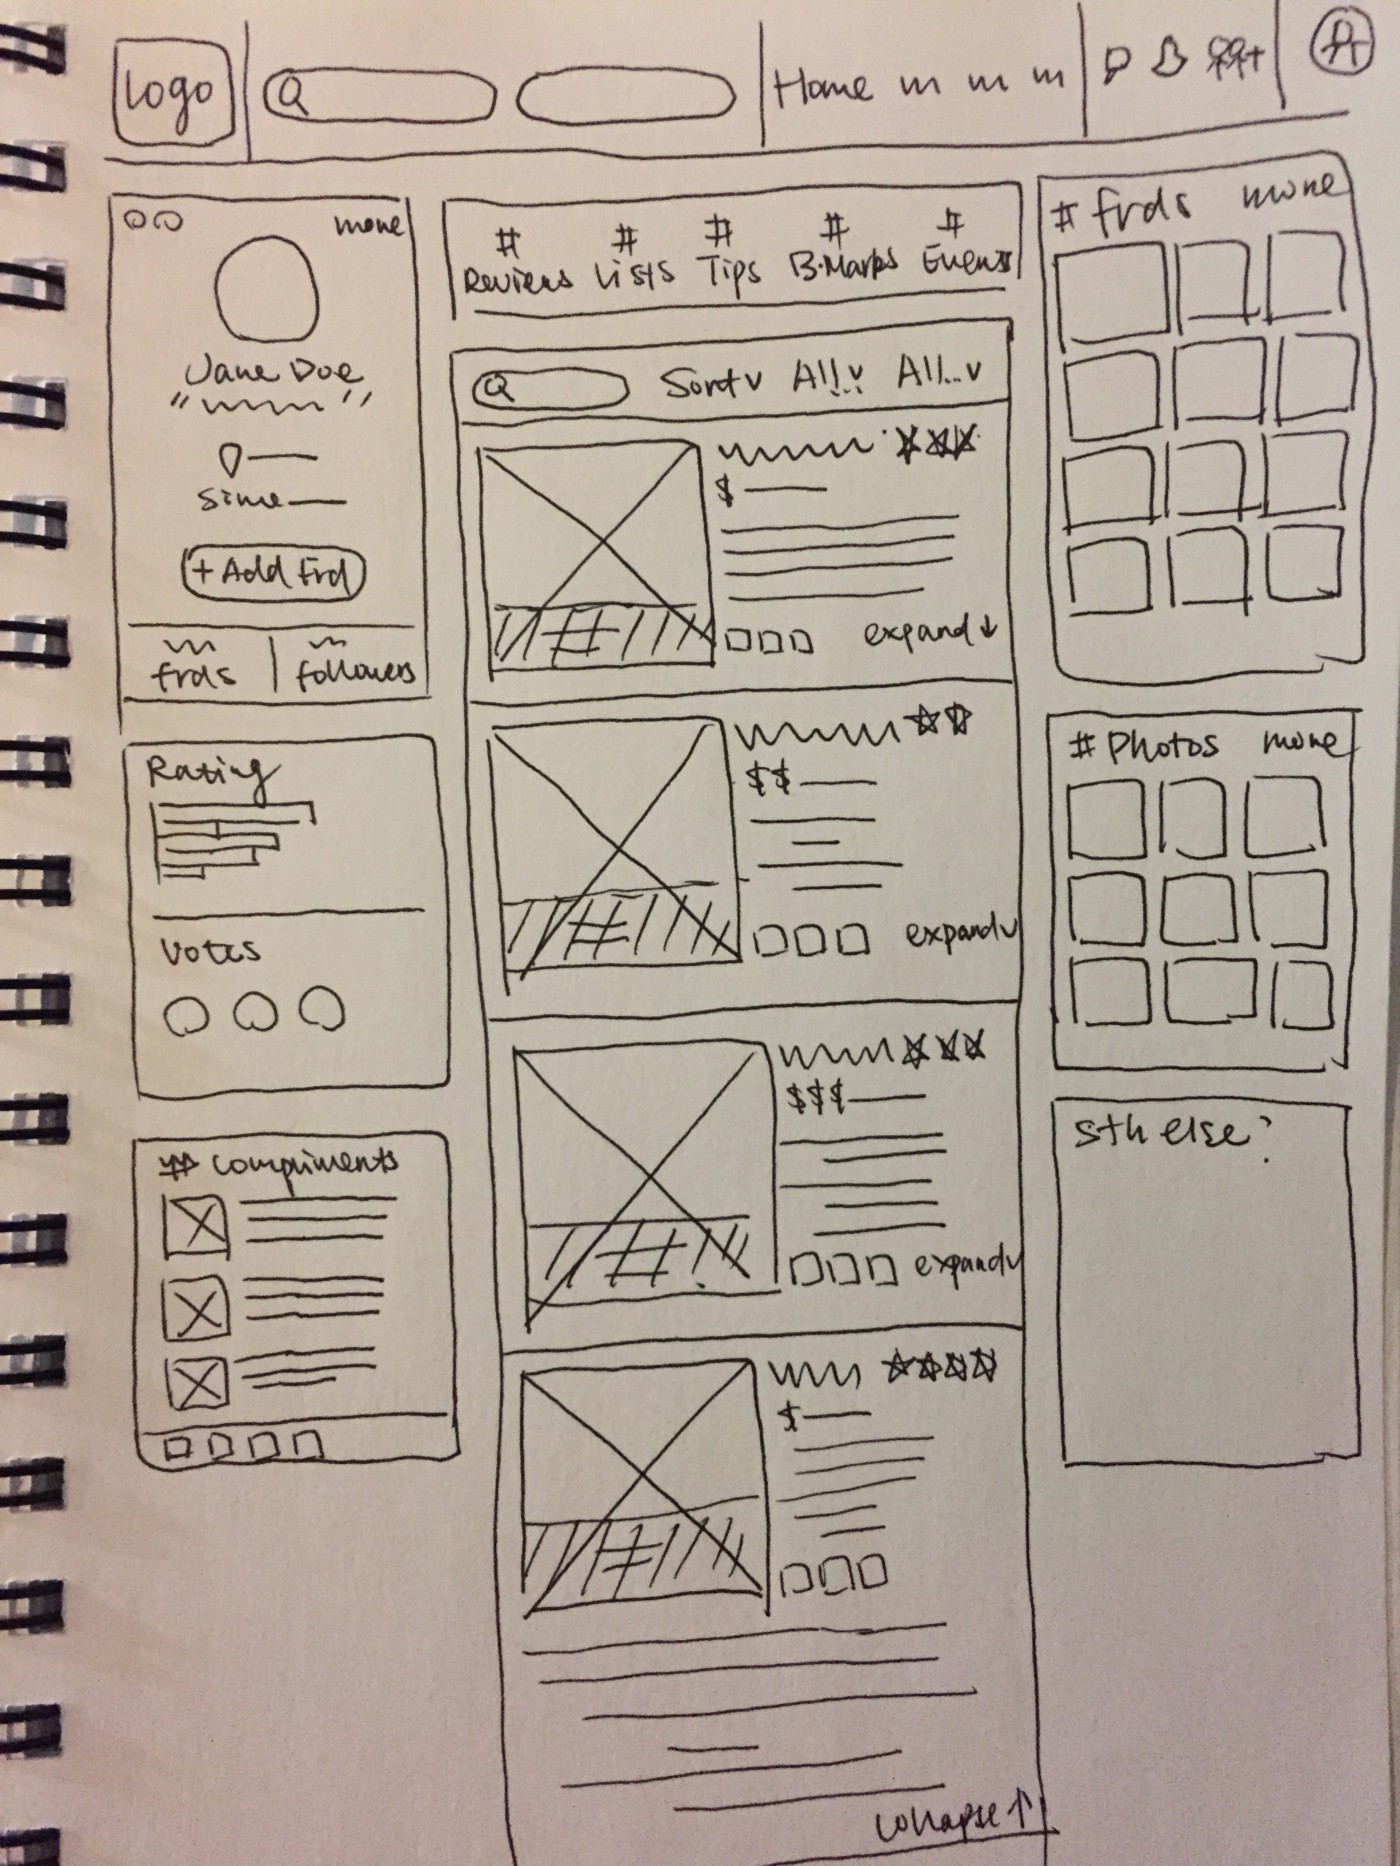 Logo
Home
more
Jane Doe
Since
+ Add Frd
frds
followers
Rating
Votes
# compliments
# # # # #
Reviews Lists Tips B.Marks Events
Sort v All...v All...v
$
#
expand ↓
$$
#
expand v
$$$
#
expand v
$
#
collapse ↑
# frds more
# Photos more
sth else?